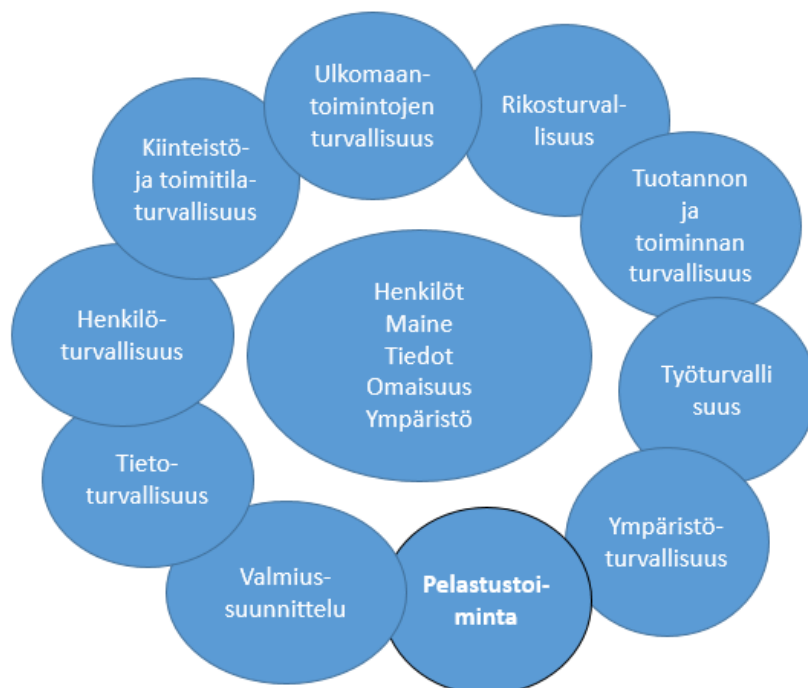 Ulkomaan-
toimintojen
turvallisuus
Rikosturval-
lisuus
Tuotannon
ja
toiminnan
turvallisuus
Työturvalli
suus
Ympäristö-
turvallisuus
Pelastustoi-
minta
Valmius-
suunnittelu
Tieto-
turvallisuus
Henkilö-
turvallisuus
Kiinteistö-
ja toimitila-
turvallisuus
Henkilöt
Maine
Tiedot
Omaisuus
Ympäristö